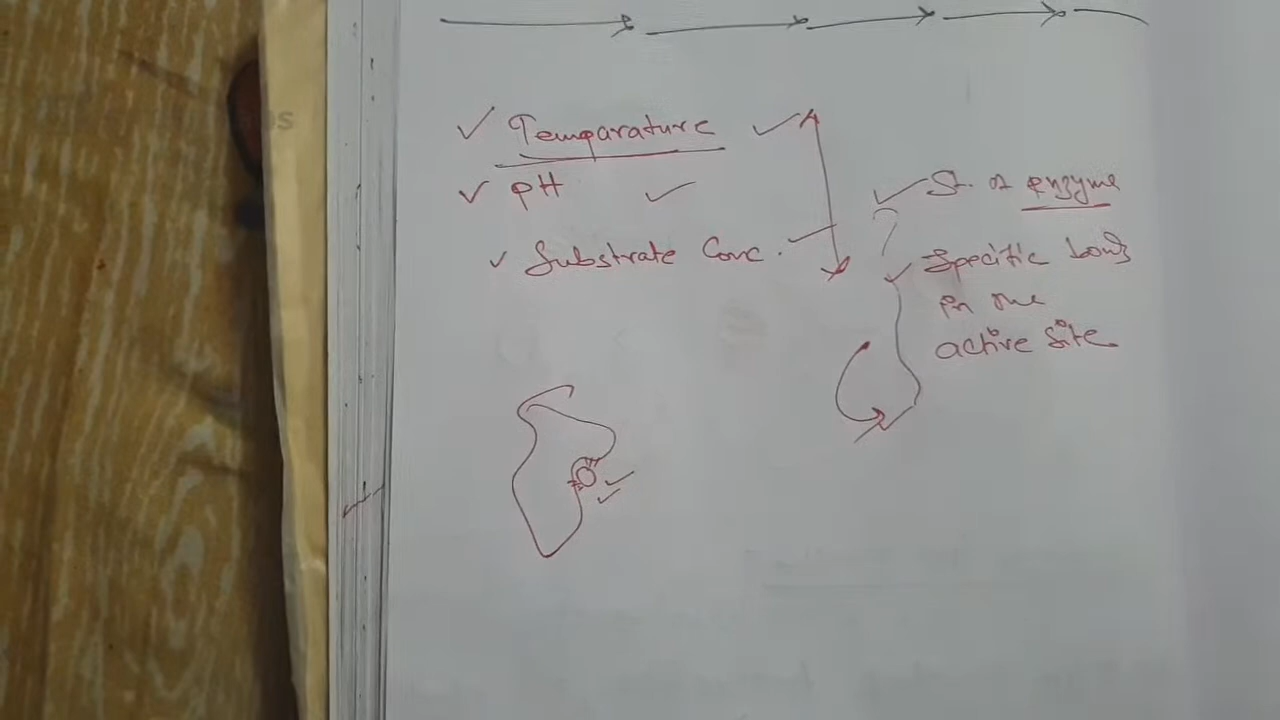 Temparature
pH
Substrate Conc.
St. of enzyme
Specific bonds
in the
active site